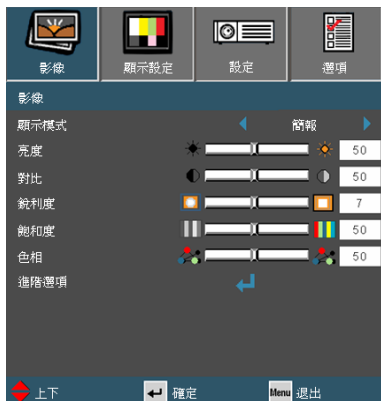 影像 顯示設定 設定 選項
影像
顯示模式 簡報
亮度 50
對比 50
銳利度 7
飽和度 50
色相 50
進階選項
上下 確定 Menu 退出